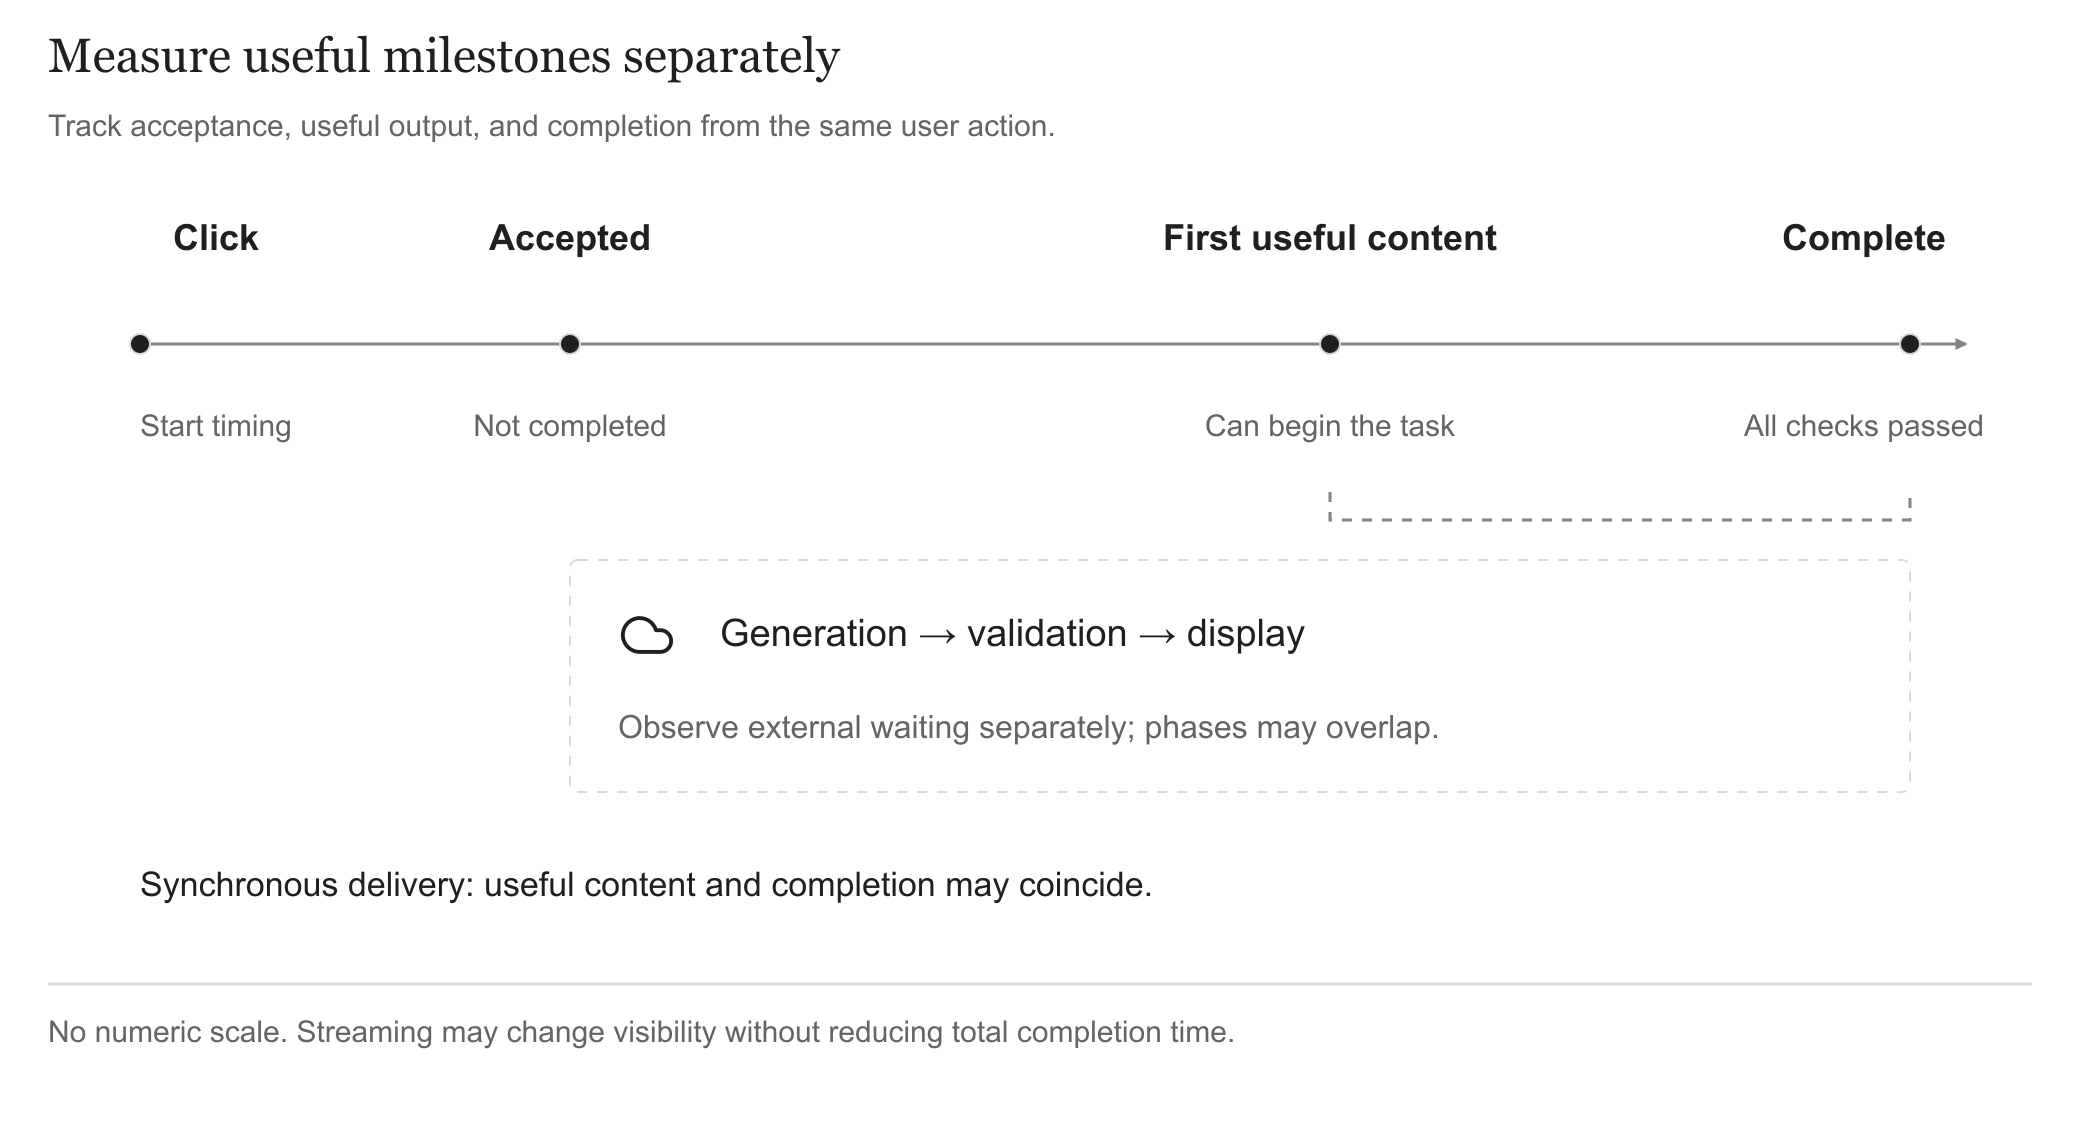 Measure useful milestones separately
Track acceptance, useful output, and completion from the same user action.
Click
Accepted
First useful content
Complete
Start timing
Not completed
Can begin the task
All checks passed
Generation → validation → display
Observe external waiting separately; phases may overlap.
Synchronous delivery: useful content and completion may coincide.
No numeric scale. Streaming may change visibility without reducing total completion time.